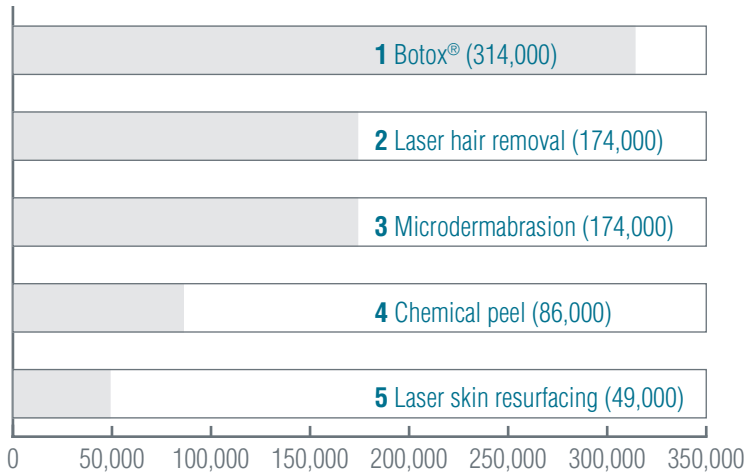 1 Botox® (314,000)
2 Laser hair removal (174,000)
3 Microdermabrasion (174,000)
4 Chemical peel (86,000)
5 Laser skin resurfacing (49,000)
0 50,000 100,000 150,000 200,000 250,000 300,000 350,000